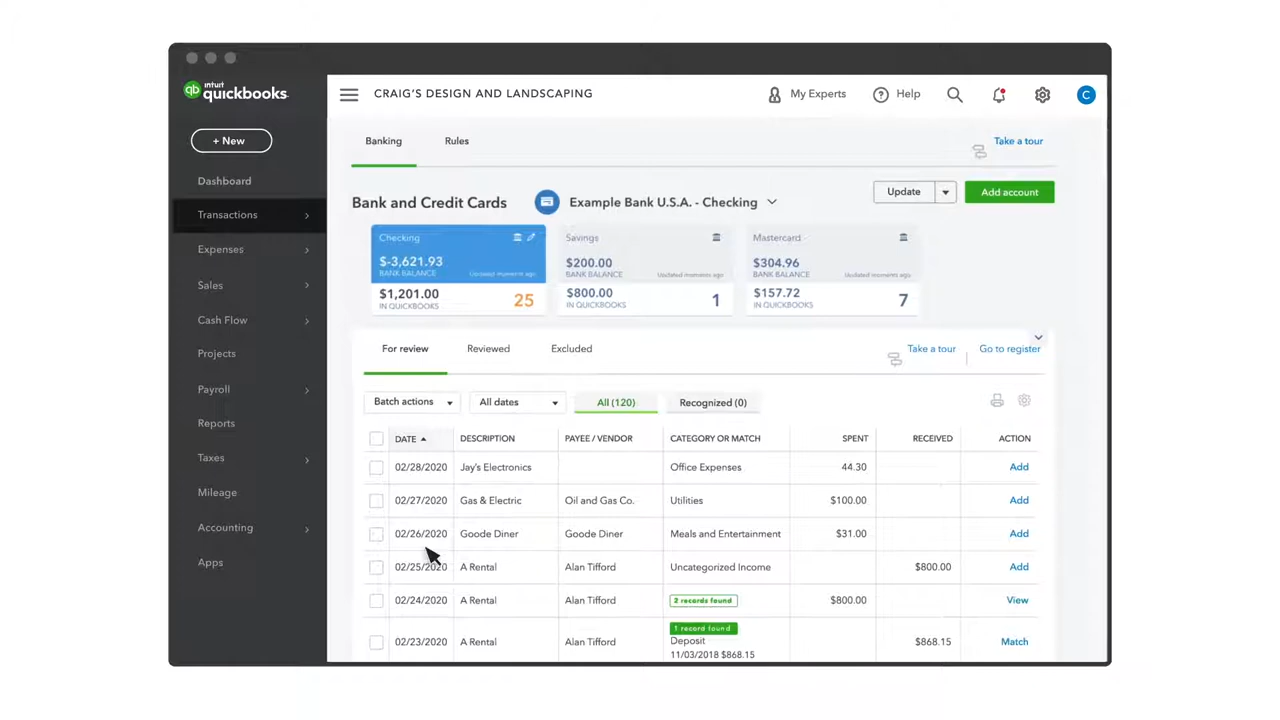 intuit
quickbooks.
CRAIG'S DESIGN AND LANDSCAPING
My Experts
Help
C
+ New
Dashboard
Transactions
Expenses
Sales
Cash Flow
Projects
Payroll
Reports
Taxes
Mileage
Accounting
Apps
Banking Rules Take a tour
Bank and Credit Cards Example Bank U.S.A. - Checking Update Add account
Checking
$-3,621.93
BANK BALANCE Updated moments ago
$1,201.00
IN QUICKBOOKS 25
Savings
$200.00
BANK BALANCE Updated moments ago
$800.00
IN QUICKBOOKS 1
Mastercard
$304.96
BANK BALANCE Updated moments ago
$157.72
IN QUICKBOOKS 7
For review Reviewed Excluded Take a tour Go to register
Batch actions All dates All (120) Recognized (0)
DATE DESCRIPTION PAYEE / VENDOR CATEGORY OR MATCH SPENT RECEIVED ACTION
02/28/2020 Jay's Electronics Office Expenses 44.30 Add
02/27/2020 Gas & Electric Oil and Gas Co. Utilities $100.00 Add
02/26/2020 Goode Diner Goode Diner Meals and Entertainment $31.00 Add
02/25/2020 A Rental Alan Tifford Uncategorized Income $800.00 Add
02/24/2020 A Rental Alan Tifford 2 records found $800.00 View
02/23/2020 A Rental Alan Tifford 1 record found $868.15 Match
Deposit
11/03/2018 $868.15